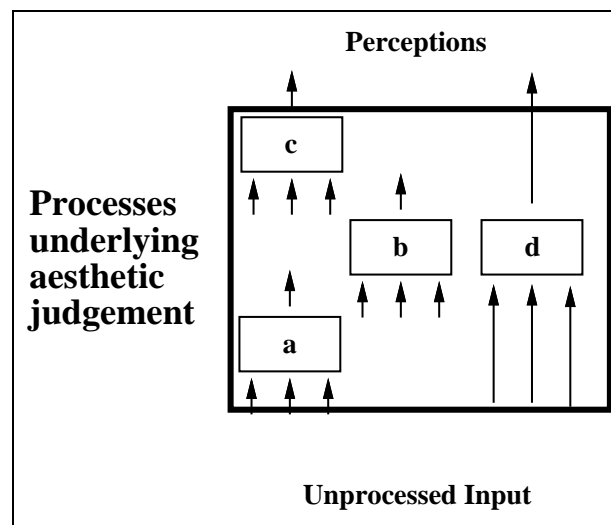 Perceptions
c
Processes
underlying
aesthetic
judgement
b
d
a
Unprocessed Input